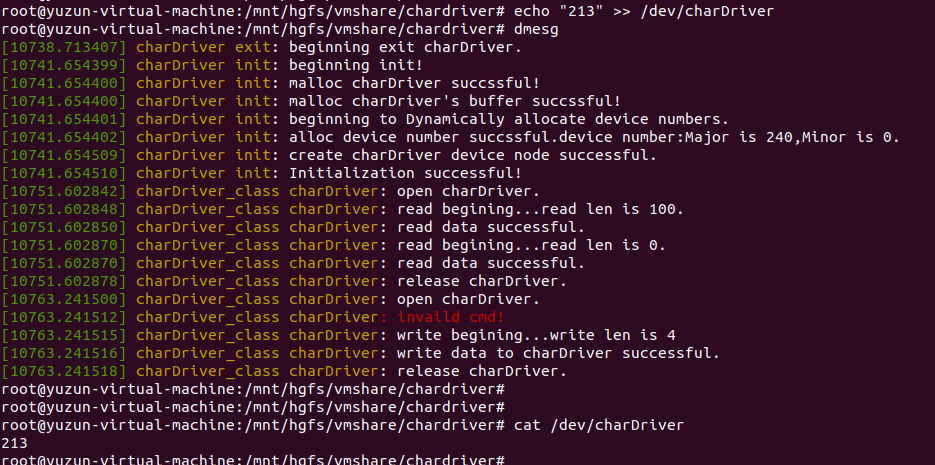 root@yuzun-virtual-machine:/mnt/hgfs/vmshare/chardriver# echo "213" >> /dev/charDriver
root@yuzun-virtual-machine:/mnt/hgfs/vmshare/chardriver# dmesg
[10738.713407] charDriver exit: beginning exit charDriver.
[10741.654399] charDriver init: beginning init!
[10741.654400] charDriver init: malloc charDriver succssful!
[10741.654400] charDriver init: malloc charDriver's buffer succssful!
[10741.654401] charDriver init: beginning to Dynamically allocate device numbers.
[10741.654402] charDriver init: alloc device number succssful.device number:Major is 240,Minor is 0.
[10741.654509] charDriver init: create charDriver device node successful.
[10741.654510] charDriver init: Initialization successful!
[10751.602842] charDriver_class charDriver: open charDriver.
[10751.602848] charDriver_class charDriver: read begining...read len is 100.
[10751.602850] charDriver_class charDriver: read data successful.
[10751.602870] charDriver_class charDriver: read begining...read len is 0.
[10751.602870] charDriver_class charDriver: read data successful.
[10751.602878] charDriver_class charDriver: release charDriver.
[10763.241500] charDriver_class charDriver: open charDriver.
[10763.241512] charDriver_class charDriver: invaild cmd!
[10763.241515] charDriver_class charDriver: write begining...write len is 4
[10763.241516] charDriver_class charDriver: write data to charDriver successful.
[10763.241518] charDriver_class charDriver: release charDriver.
root@yuzun-virtual-machine:/mnt/hgfs/vmshare/chardriver#
root@yuzun-virtual-machine:/mnt/hgfs/vmshare/chardriver#
root@yuzun-virtual-machine:/mnt/hgfs/vmshare/chardriver# cat /dev/charDriver
213
root@yuzun-virtual-machine:/mnt/hgfs/vmshare/chardriver#